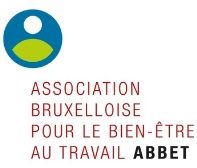 ASSOCIATION
BRUXELLOISE
POUR LE BIEN-ÊTRE
AU TRAVAIL ABBET